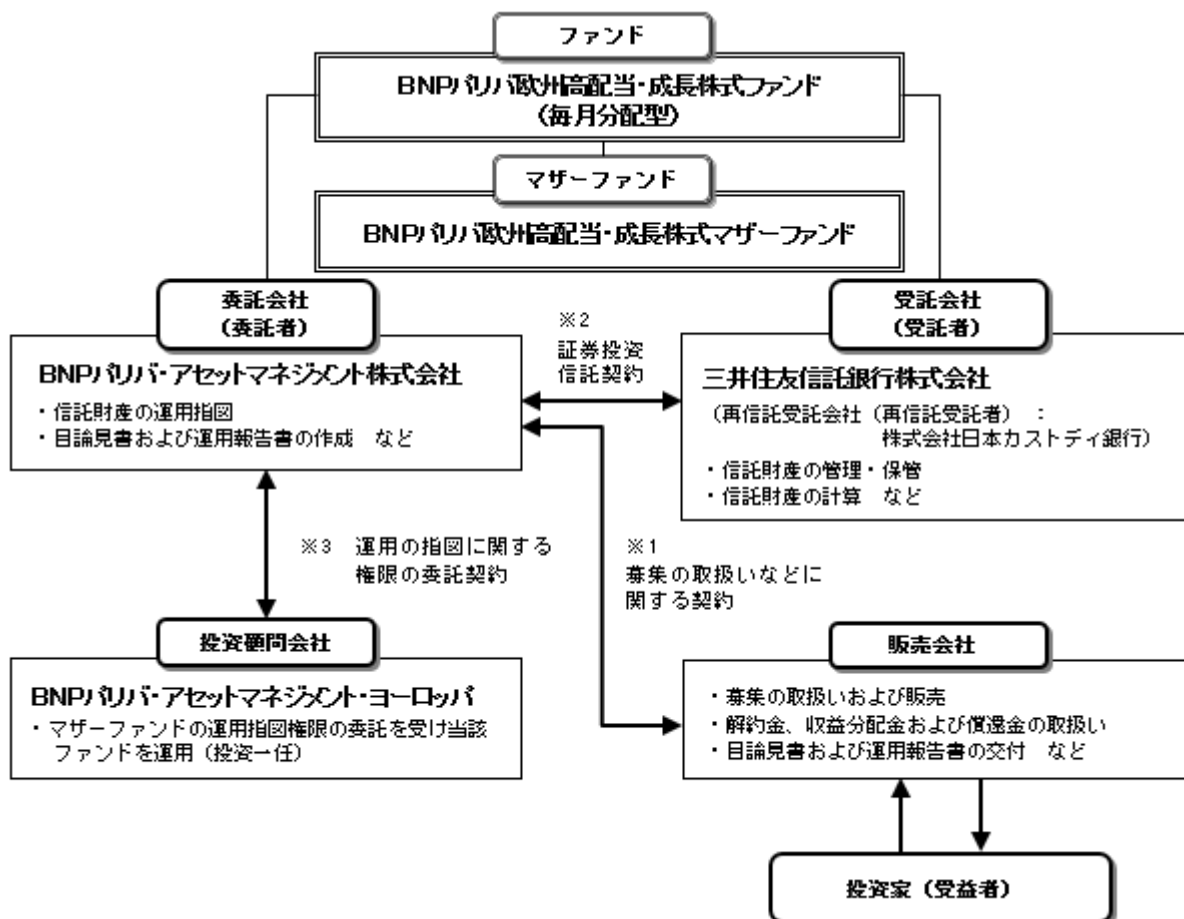 ファンド
BNPパリバ欧州高配当・成長株式ファンド
（毎月分配型）
マザーファンド
BNPパリバ欧州高配当・成長株式マザーファンド
委託会社
（委託者）
BNPパリバ・アセットマネジメント株式会社
・信託財産の運用指図
・目論見書および運用報告書の作成　など
※2
証券投資
信託契約
受託会社
（受託者）
三井住友信託銀行株式会社
（再信託受託会社（再信託受託者）：
株式会社日本カストディ銀行）
・信託財産の管理・保管
・信託財産の計算　など
※3　運用の指図に関する
権限の委託契約
※1
募集の取扱いなどに
関する契約
投資顧問会社
BNPパリバ・アセットマネジメント・ヨーロッパ
・マザーファンドの運用指図権限の委託を受け当該
ファンドを運用（投資一任）
販売会社
・募集の取扱いおよび販売
・解約金、収益分配金および償還金の取扱い
・目論見書および運用報告書の交付　など
投資家（受益者）